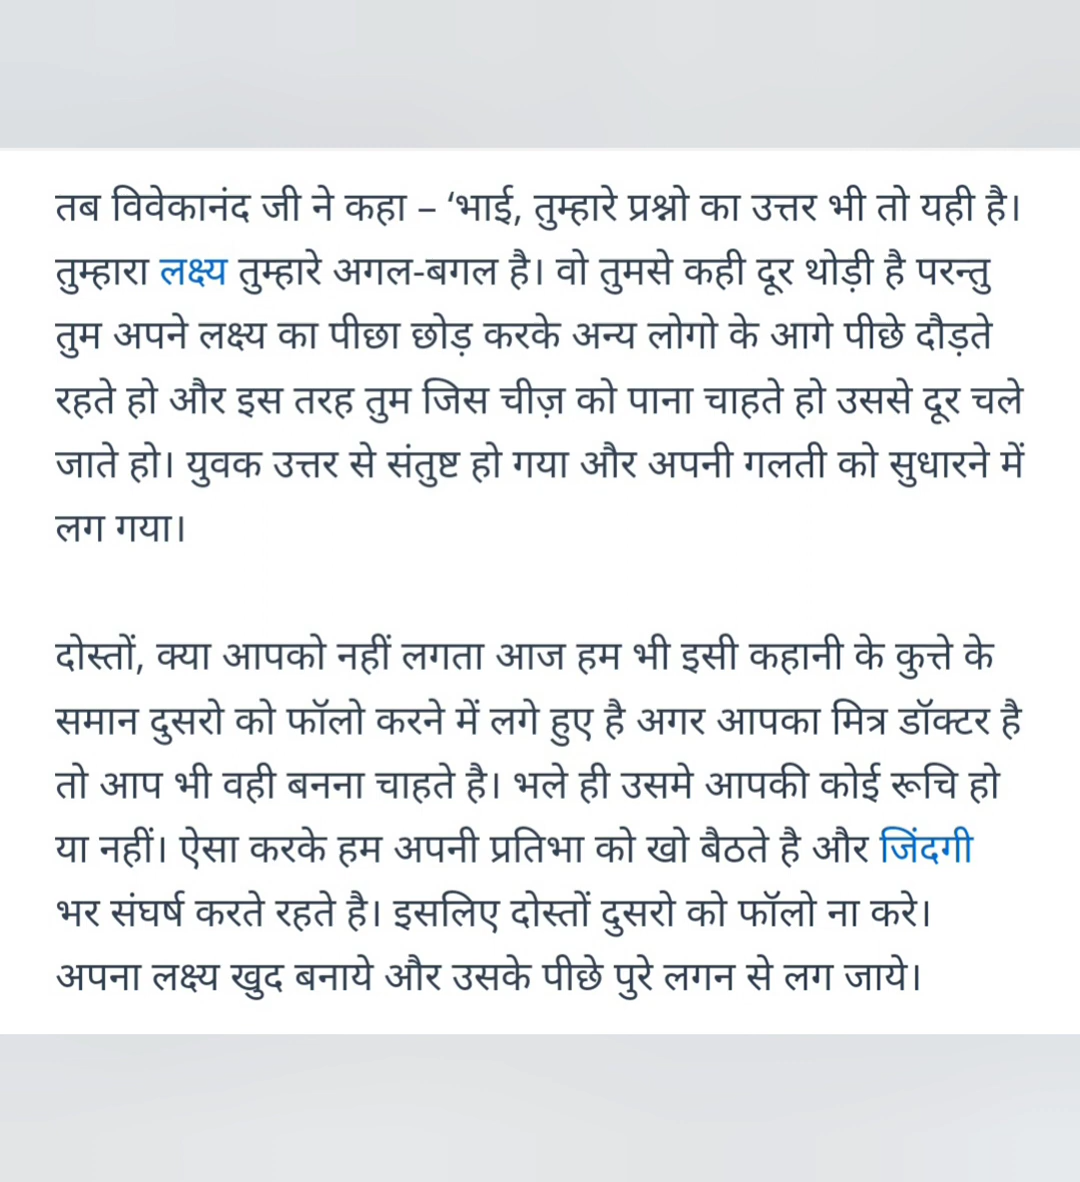 तब विवेकानंद जी ने कहा – ‘भाई, तुम्हारे प्रश्नो का उत्तर भी तो यही है।
तुम्हारा लक्ष्य तुम्हारे अगल-बगल है। वो तुमसे कही दूर थोड़ी है परन्तु
तुम अपने लक्ष्य का पीछा छोड़ करके अन्य लोगो के आगे पीछे दौड़ते
रहते हो और इस तरह तुम जिस चीज़ को पाना चाहते हो उससे दूर चले
जाते हो। युवक उत्तर से संतुष्ट हो गया और अपनी गलती को सुधारने में
लग गया।
दोस्तों, क्या आपको नहीं लगता आज हम भी इसी कहानी के कुत्ते के
समान दुसरो को फॉलो करने में लगे हुए है अगर आपका मित्र डॉक्टर है
तो आप भी वही बनना चाहते है। भले ही उसमे आपकी कोई रूचि हो
या नहीं। ऐसा करके हम अपनी प्रतिभा को खो बैठते है और जिंदगी
भर संघर्ष करते रहते है। इसलिए दोस्तों दुसरो को फॉलो ना करे।
अपना लक्ष्य खुद बनाये और उसके पीछे पुरे लगन से लग जाये।